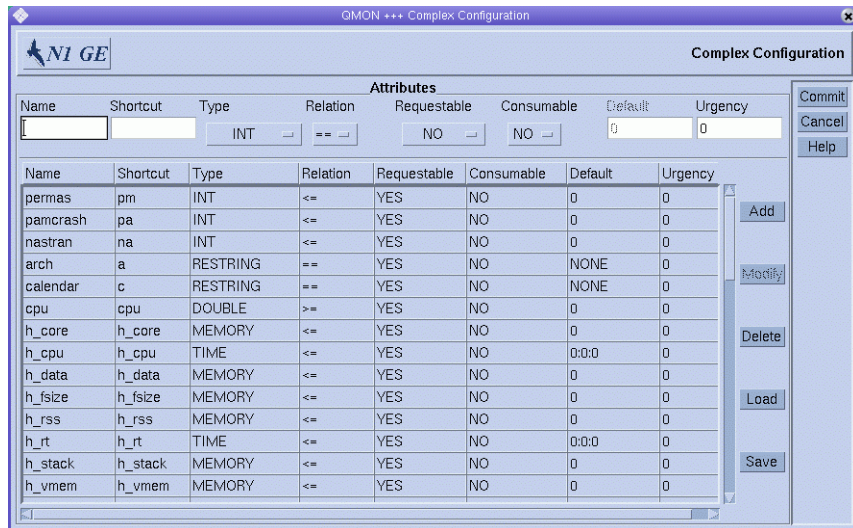 QMON +++ Complex Configuration
N1 GE
Complex Configuration
Attributes
Name Shortcut Type Relation Requestable Consumable Default Urgency
INT == NO NO 0 0
Commit
Cancel
Help
Name Shortcut Type Relation Requestable Consumable Default Urgency
permas pm INT <= YES NO 0 0
pamcrash pa INT <= YES NO 0 0
nastran na INT <= YES NO 0 0
arch a RESTRING == YES NO NONE 0
calendar c RESTRING == YES NO NONE 0
cpu cpu DOUBLE >= YES NO 0 0
h_core h_core MEMORY <= YES NO 0 0
h_cpu h_cpu TIME <= YES NO 0:0:0 0
h_data h_data MEMORY <= YES NO 0 0
h_fsize h_fsize MEMORY <= YES NO 0 0
h_rss h_rss MEMORY <= YES NO 0 0
h_rt h_rt TIME <= YES NO 0:0:0 0
h_stack h_stack MEMORY <= YES NO 0 0
h_vmem h_vmem MEMORY <= YES NO 0 0
Add
Modify
Delete
Load
Save